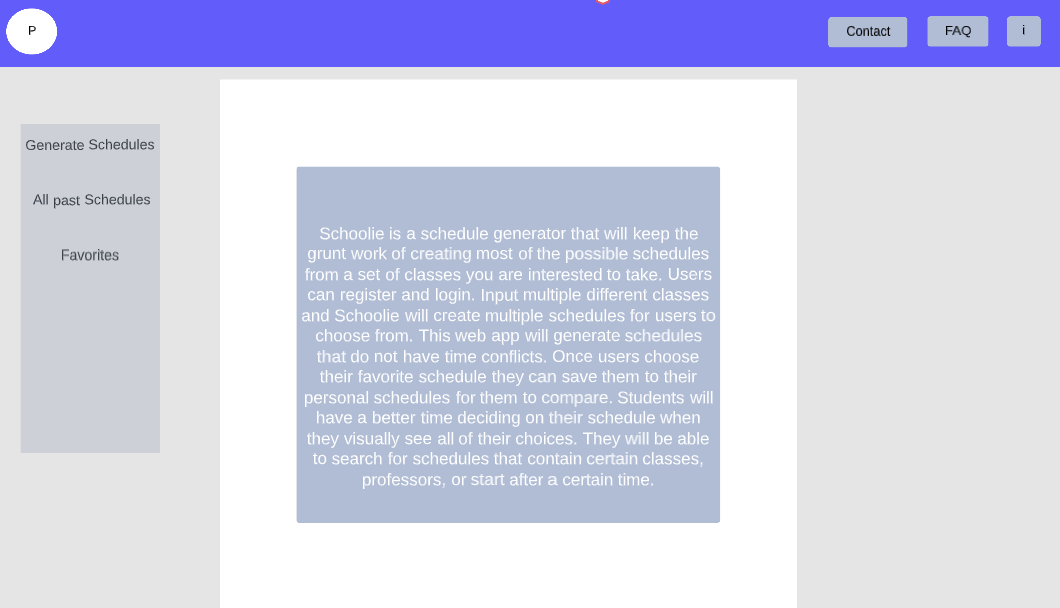 P
Contact
FAQ
i
Generate Schedules
All past Schedules
Favorites
Schoolie is a schedule generator that will keep the
grunt work of creating most of the possible schedules
from a set of classes you are interested to take. Users
can register and login. Input multiple different classes
and Schoolie will create multiple schedules for users to
choose from. This web app will generate schedules
that do not have time conflicts. Once users choose
their favorite schedule they can save them to their
personal schedules for them to compare. Students will
have a better time deciding on their schedule when
they visually see all of their choices. They will be able
to search for schedules that contain certain classes,
professors, or start after a certain time.